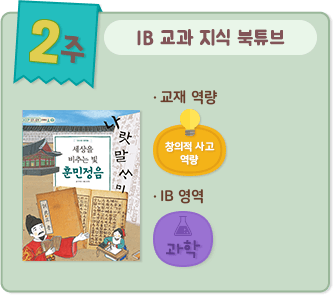 2주
IB 교과 지식 북튜브
· 교재 역량
창의적 사고
역량
· IB 영역
과학
나랏말쓰미
세상을
비추는 빛
훈민정음